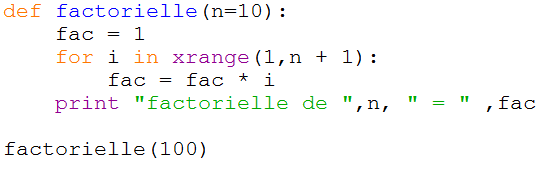 def factorielle(n=10):
    fac = 1
    for i in xrange(1,n + 1):
        fac = fac * i
    print "factorielle de ",n, " = " ,fac

factorielle(100)